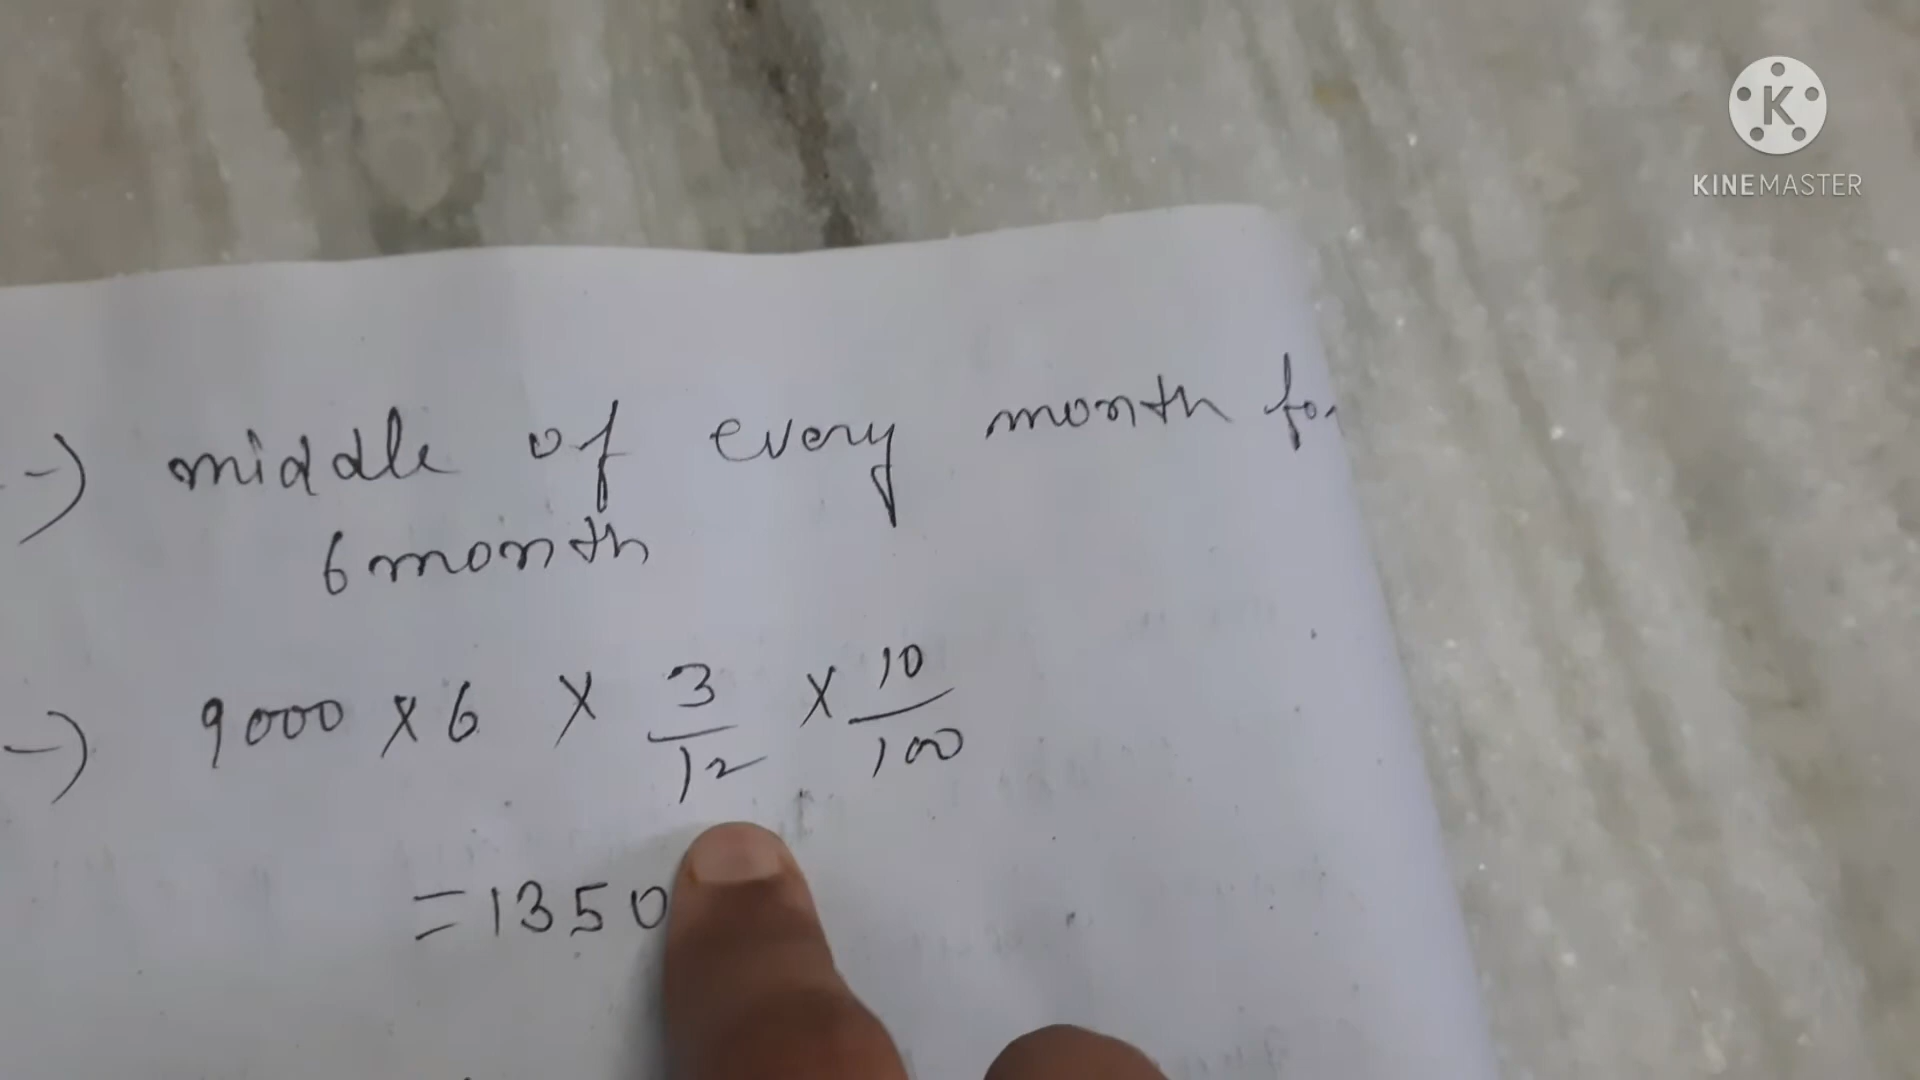 KINEMASTER
-) middle of every month for
6 month
-) 9000 × 6 × 3/12 × 10/100
= 1350